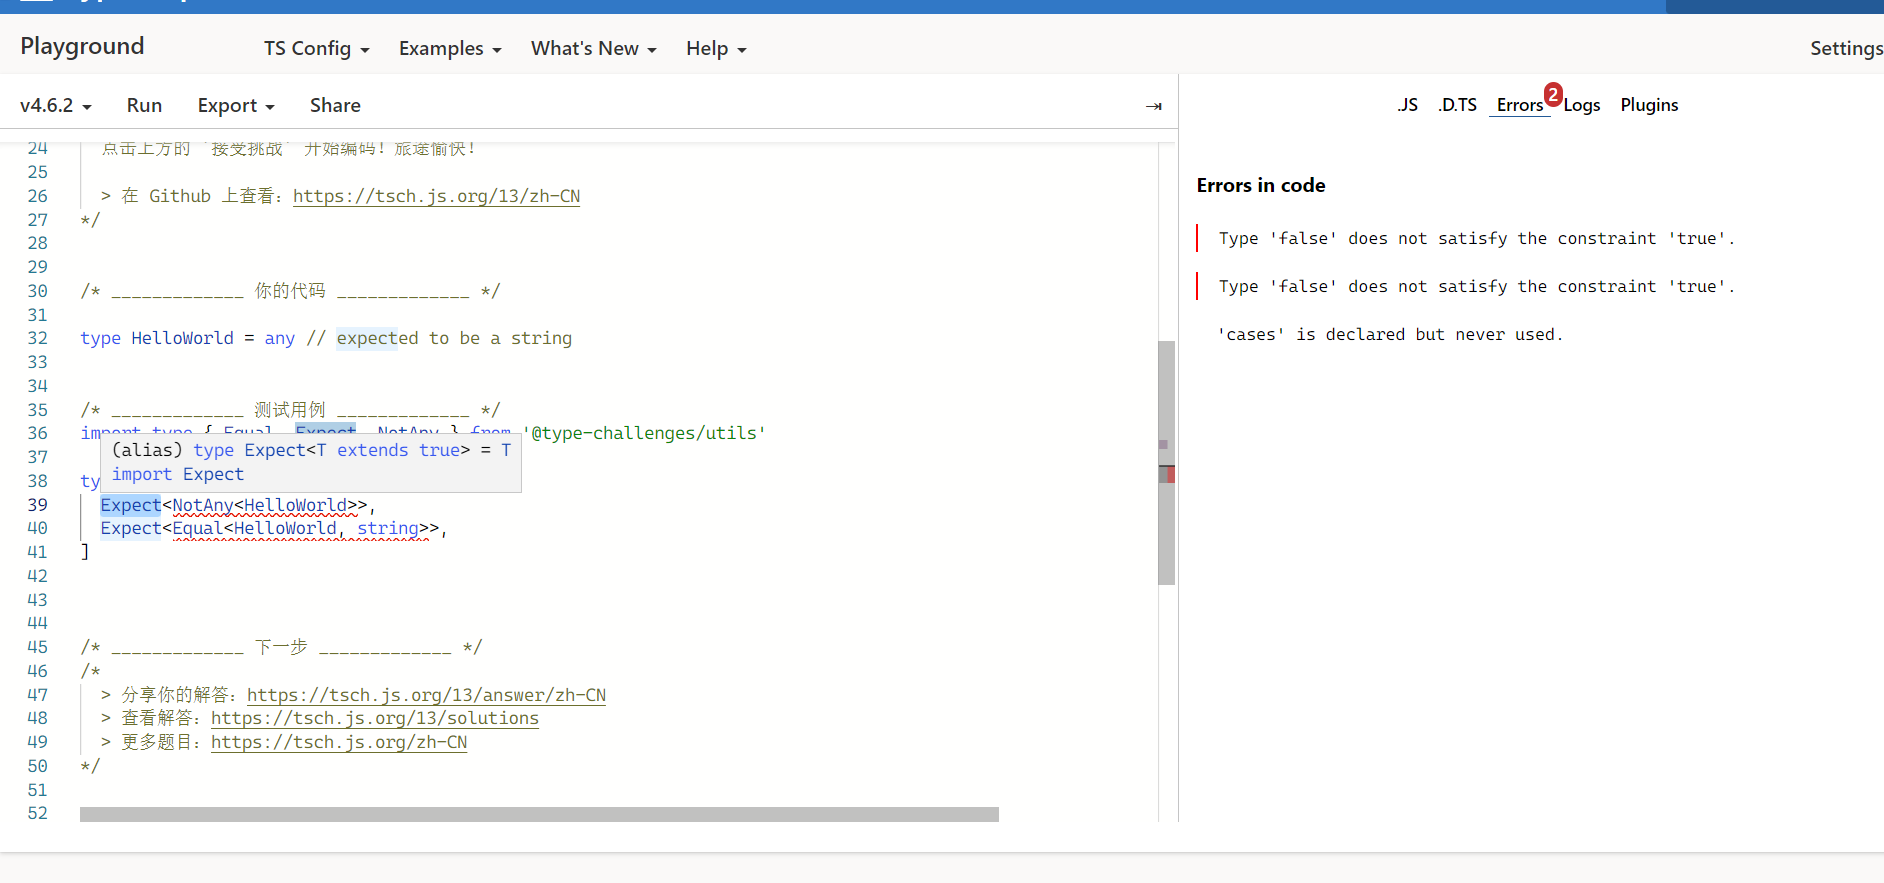 Playground
TS Config
Examples
What's New
Help
Settings
v4.6.2
Run
Export
Share
.JS
.D.TS
Errors
2
Logs
Plugins
24 点击上方的 `接受挑战` 开始编码！旅途愉快！
25
26 > 在 Github 上查看：https://tsch.js.org/13/zh-CN
27 */
28
29
30 /* _____________ 你的代码 _____________ */
31
32 type HelloWorld = any // expected to be a string
33
34
35 /* _____________ 测试用例 _____________ */
36 import type { Equal, Expect, NotAny } from '@type-challenges/utils'
37
(alias) type Expect<T extends true> = T
import Expect
38 ty
39 Expect<NotAny<HelloWorld>>,
40 Expect<Equal<HelloWorld, string>>,
41 ]
42
43
44
45 /* _____________ 下一步 _____________ */
46 /*
47 > 分享你的解答：https://tsch.js.org/13/answer/zh-CN
48 > 查看解答：https://tsch.js.org/13/solutions
49 > 更多题目：https://tsch.js.org/zh-CN
50 */
51
52
Errors in code
Type 'false' does not satisfy the constraint 'true'.
Type 'false' does not satisfy the constraint 'true'.
'cases' is declared but never used.